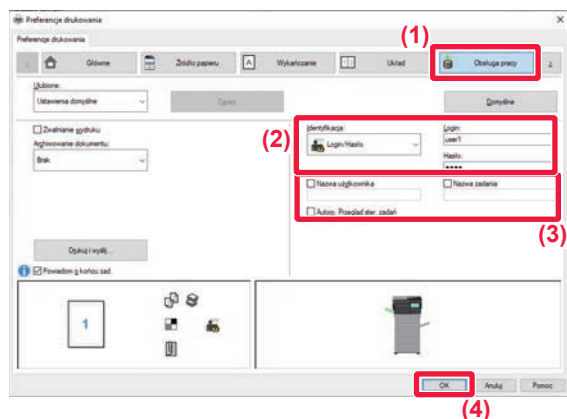 Preferencje drukowania
Preferencje drukowania
(1)
Główne
Źródło papieru
Wykańczanie
Układ
Obsługa pracy
Ulubione:
Ustawienia domyślne
Zapisz
Domyślne
(2)
Zwalnianie wydruku
Archiwowanie dokumentu:
Brak
Identyfikacja:
Login/Hasło
Login:
user1
Hasło:
••••
Nazwa użytkownika
Nazwa zadania
Autom. Przegląd ster. zadań
(3)
Drukuj i wyślij...
Powiadom o końcu zad.
1
OK
Anuluj
Pomoc
(4)